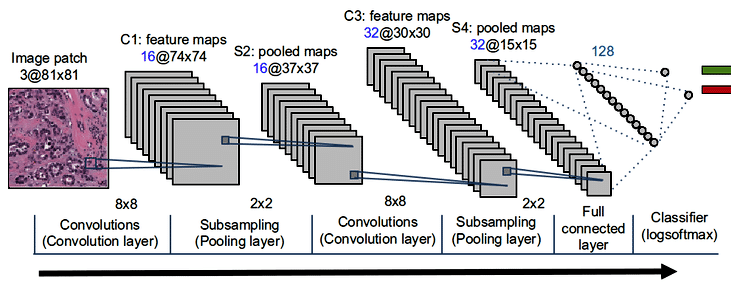 Image patch
3@81x81
C1: feature maps
16@74x74
S2: pooled maps
16@37x37
C3: feature maps
32@30x30
S4: pooled maps
32@15x15
128
8x8
2x2
8x8
2x2
Convolutions
(Convolution layer)
Subsampling
(Pooling layer)
Convolutions
(Convolution layer)
Subsampling
(Pooling layer)
Full
connected
layer
Classifier
(logsoftmax)